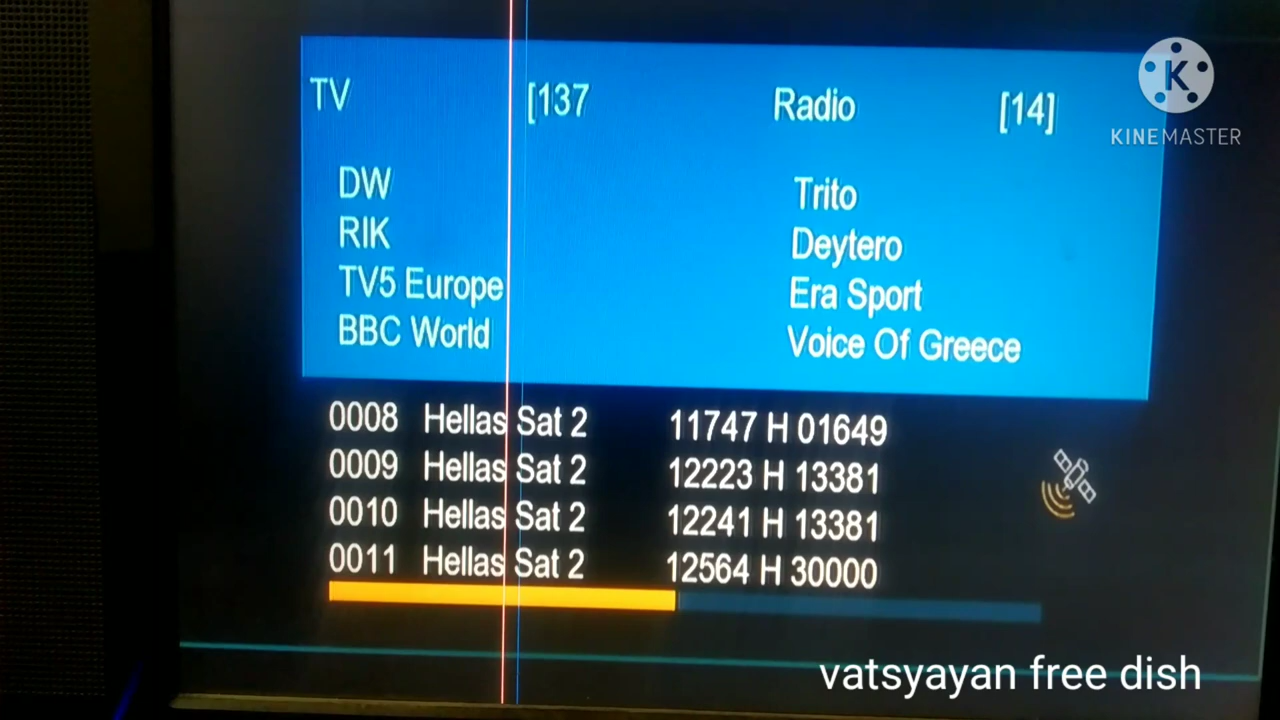 TV [137 Radio [14]
K
KINEMASTER
DW Trito
RIK Deytero
TV5 Europe Era Sport
BBC World Voice Of Greece
0008 Hellas Sat 2 11747 H 01649
0009 Hellas Sat 2 12223 H 13381
0010 Hellas Sat 2 12241 H 13381
0011 Hellas Sat 2 12564 H 30000
vatsyayan free dish